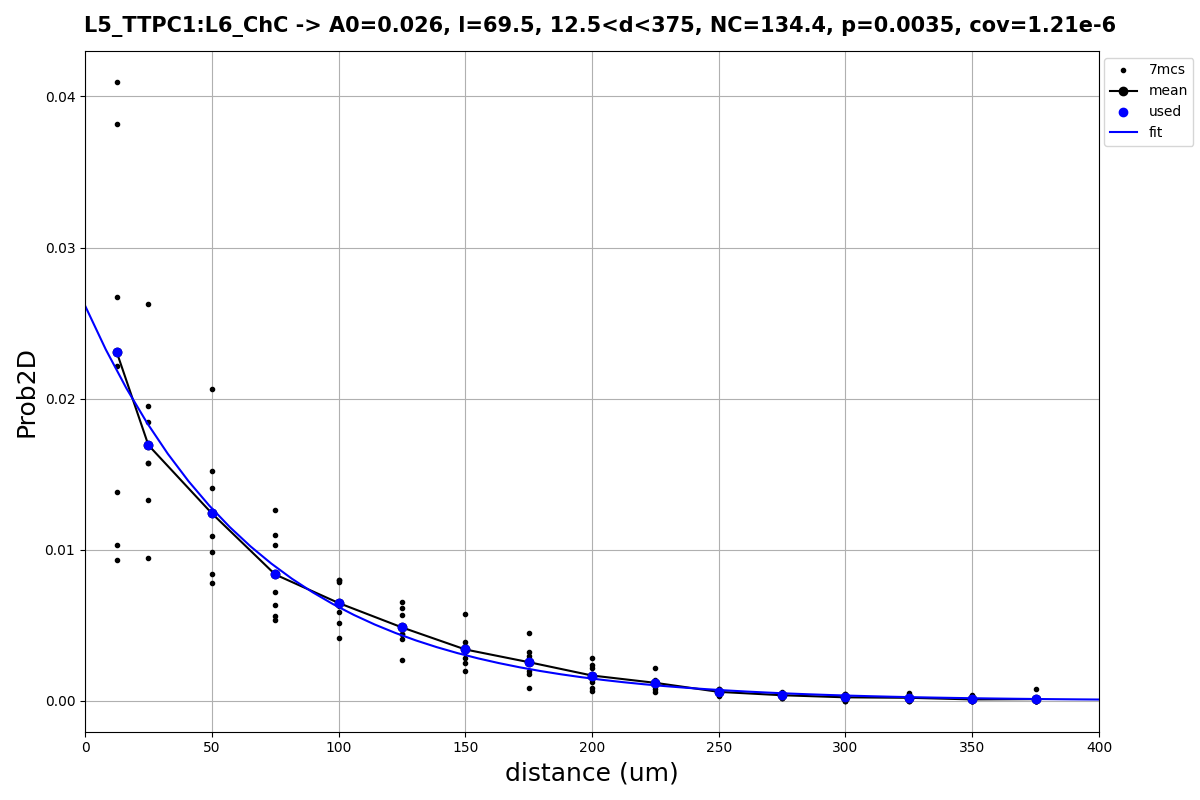 L5_TTPC1:L6_ChC -> A0=0.026, l=69.5, 12.5<d<375, NC=134.4, p=0.0035, cov=1.21e-6
7mcs
mean
used
fit
0.04
0.03
0.02
0.01
0.00
Prob2D
0 50 100 150 200 250 300 350 400
distance (um)